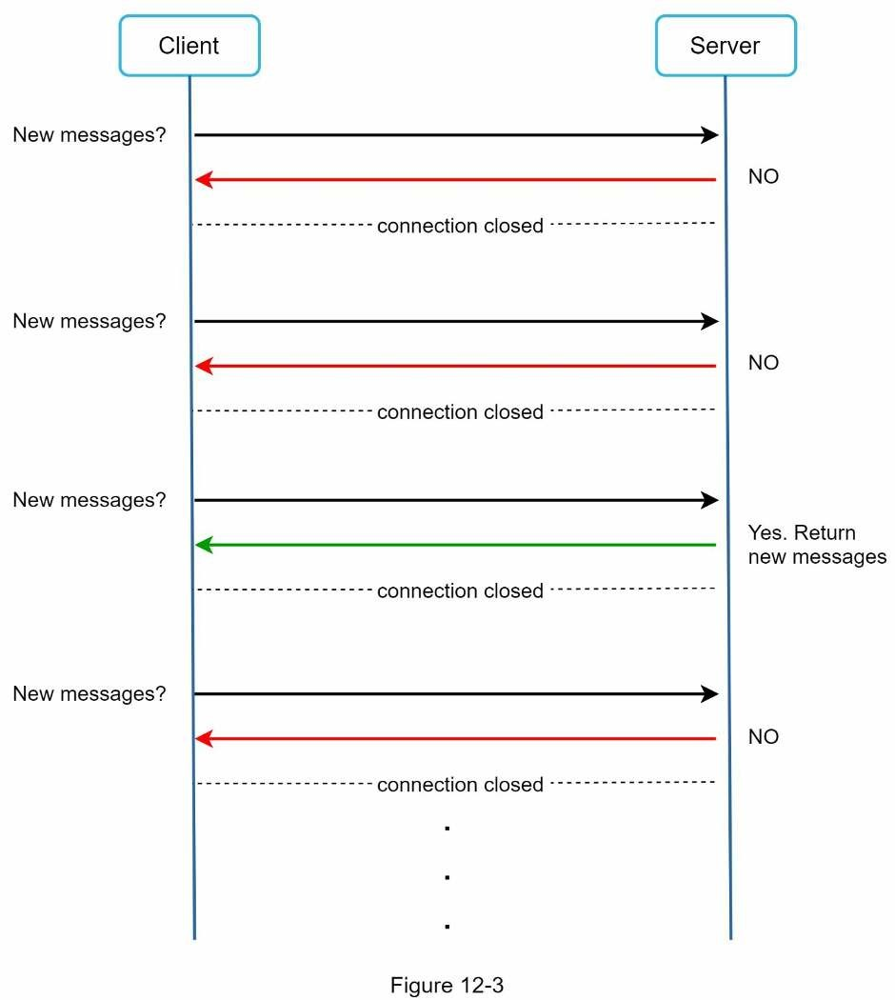 Client
Server
New messages?
NO
connection closed
New messages?
NO
connection closed
New messages?
Yes. Return
new messages
connection closed
New messages?
NO
connection closed
Figure 12-3